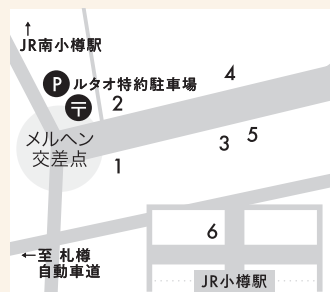 ↑
JR南小樽駅
P ルタオ特約駐車場
〒 2
4
メルヘン
交差点
1
3 5
6
←至 札樽
自動車道
JR小樽駅